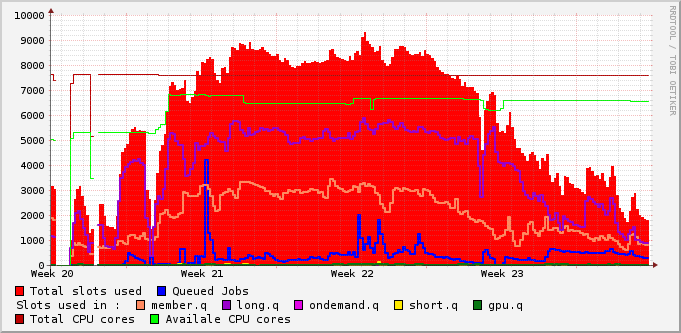 RRDTOOL / TOBI OETIKER
10000
9000
8000
7000
6000
5000
4000
3000
2000
1000
0
Week 20 Week 21 Week 22 Week 23
Total slots used Queued Jobs
Slots used in : member.q long.q ondemand.q short.q gpu.q
Total CPU cores Availale CPU cores